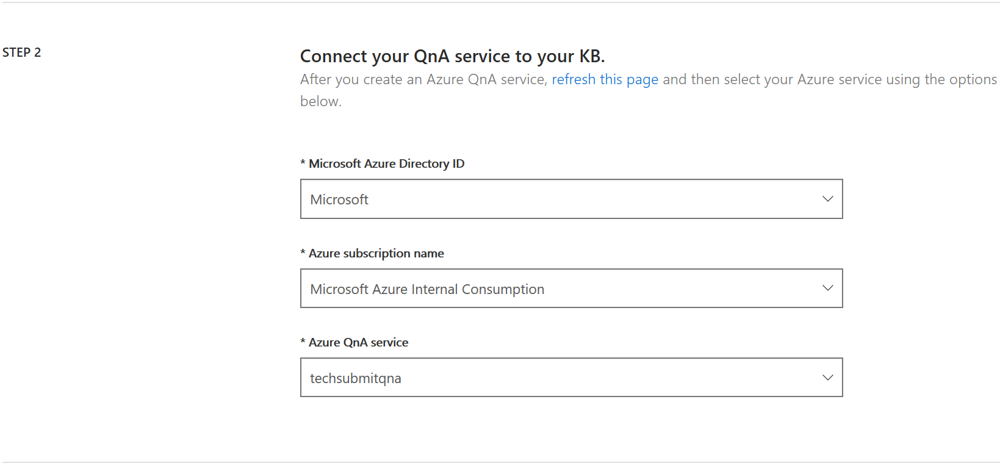 STEP 2
Connect your QnA service to your KB.
After you create an Azure QnA service, refresh this page and then select your Azure service using the options
below.
* Microsoft Azure Directory ID
Microsoft
* Azure subscription name
Microsoft Azure Internal Consumption
* Azure QnA service
techsubmitqna